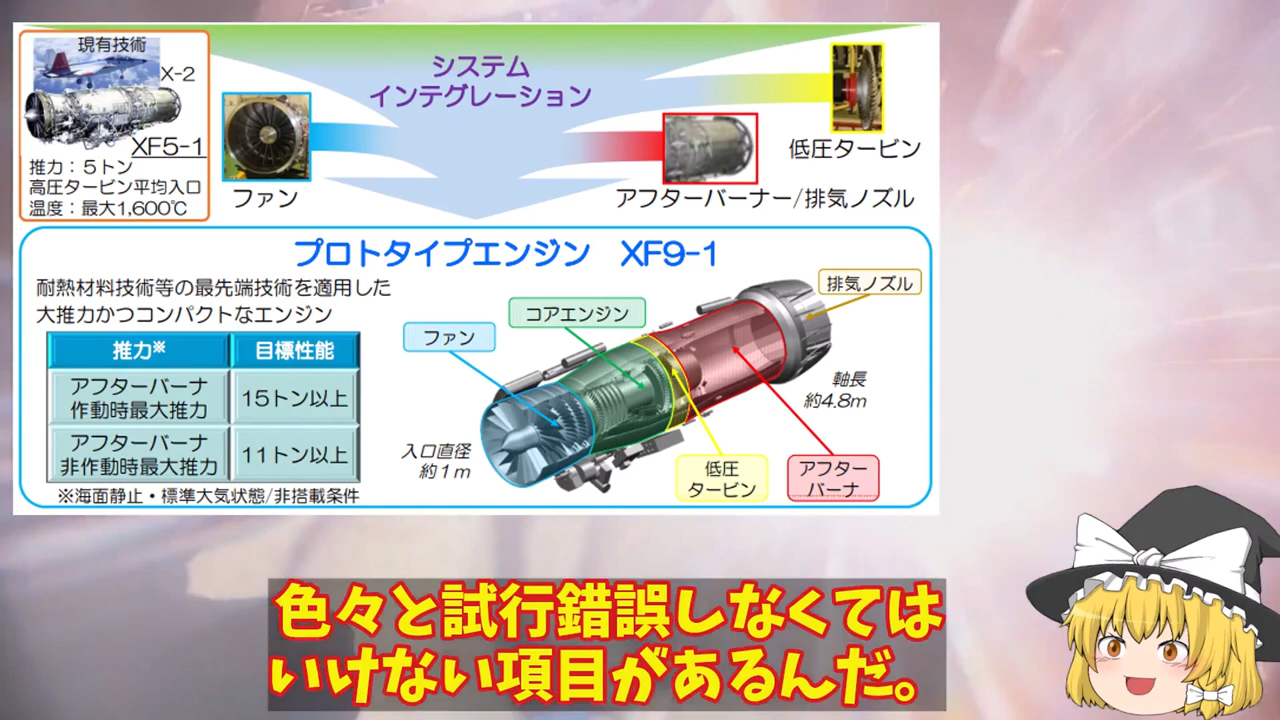 現有技術
X-2
XF5-1
推力：５トン
高圧タービン平均入口
温度：最大1,600℃
システム
インテグレーション
ファン
アフターバーナー/排気ノズル
低圧タービン
プロトタイプエンジン　XF9-1
耐熱材料技術等の最先端技術を適用した
大推力かつコンパクトなエンジン
推力※
目標性能
アフターバーナ
作動時最大推力
15トン以上
アフターバーナ
非作動時最大推力
11トン以上
※海面静止・標準大気状態/非搭載条件
ファン
コアエンジン
排気ノズル
軸長
約4.8m
入口直径
約１m
低圧
タービン
アフター
バーナ
色々と試行錯誤しなくては
いけない項目があるんだ。